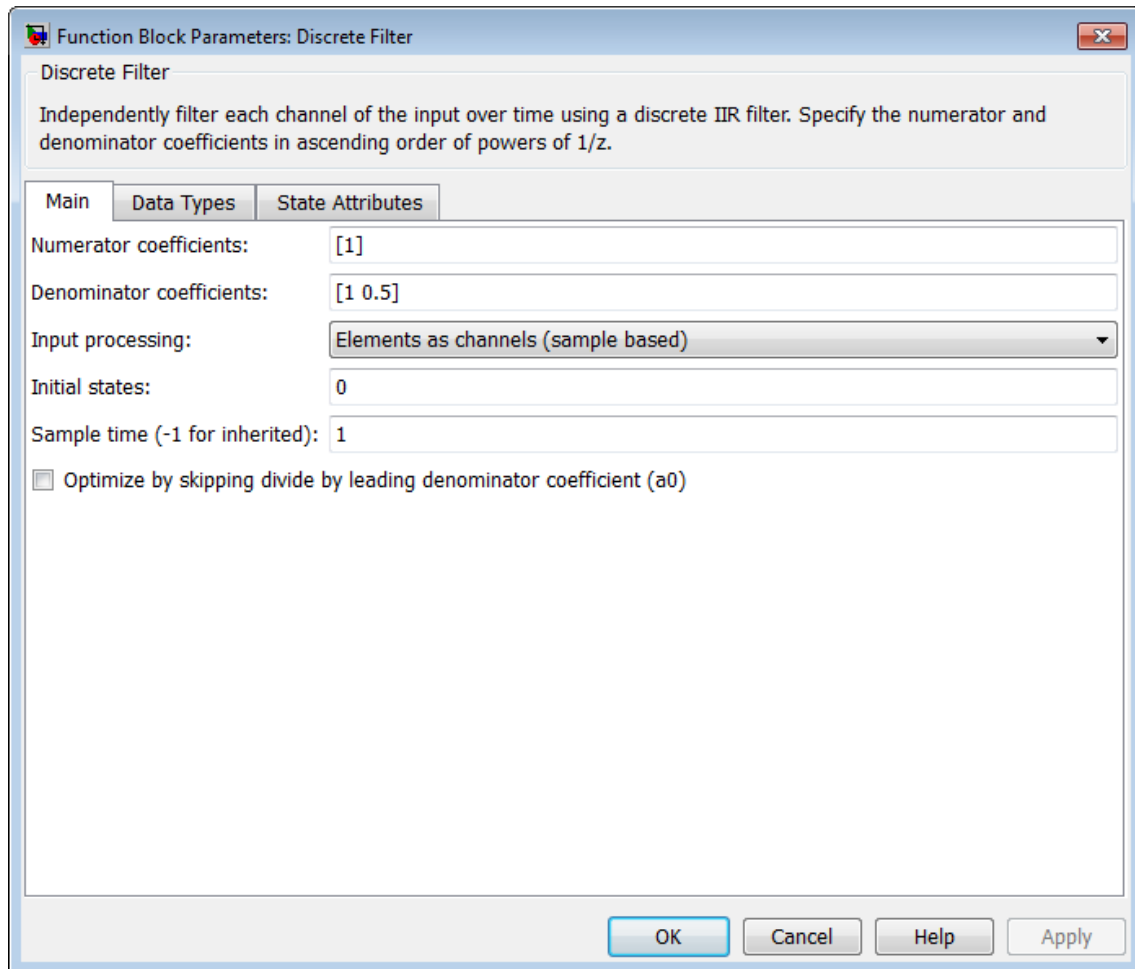 Function Block Parameters: Discrete Filter
Discrete Filter
Independently filter each channel of the input over time using a discrete IIR filter. Specify the numerator and
denominator coefficients in ascending order of powers of 1/z.
Main Data Types State Attributes
Numerator coefficients: [1]
Denominator coefficients: [1 0.5]
Input processing: Elements as channels (sample based)
Initial states: 0
Sample time (-1 for inherited): 1
Optimize by skipping divide by leading denominator coefficient (a0)
OK Cancel Help Apply